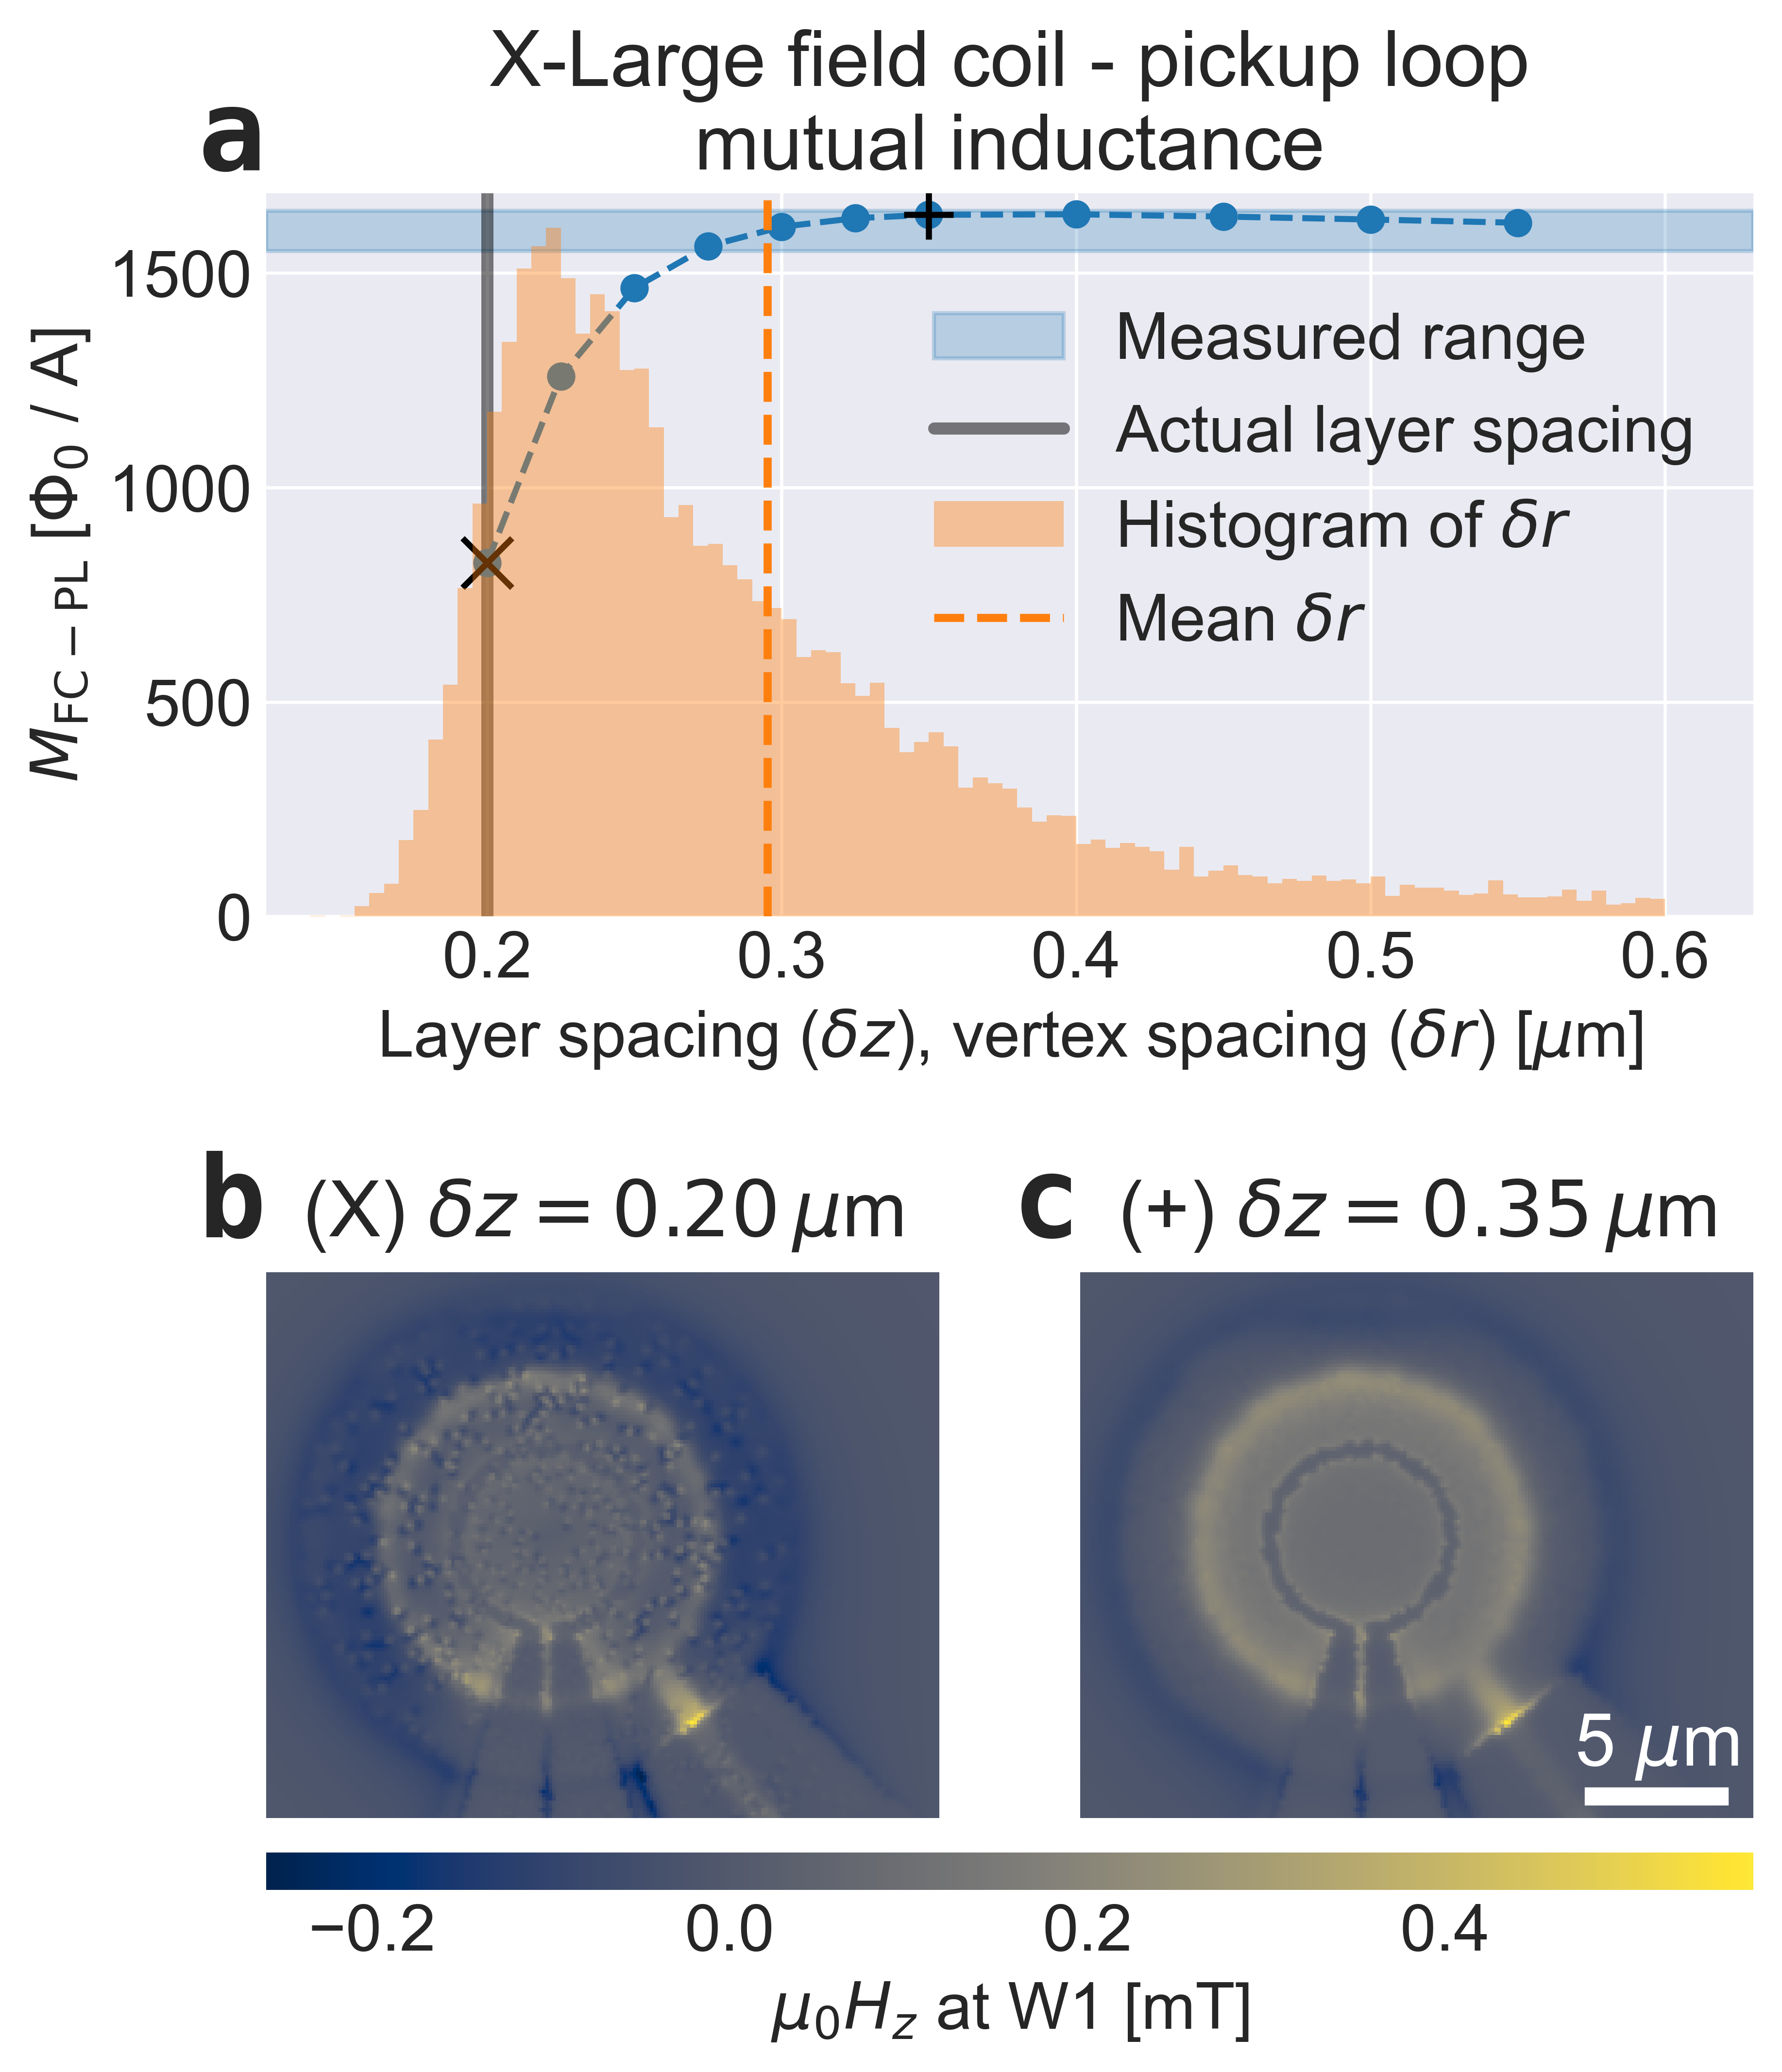 X-Large field coil - pickup loop
mutual inductance
a
1500
1000
500
0
M_FC − PL [Φ₀ / A]
Measured range
Actual layer spacing
Histogram of δr
Mean δr
0.2 0.3 0.4 0.5 0.6
Layer spacing (δz), vertex spacing (δr) [μm]
b (X) δz = 0.20 μm
c (+) δz = 0.35 μm
5 μm
−0.2 0.0 0.2 0.4
μ₀H_z at W1 [mT]